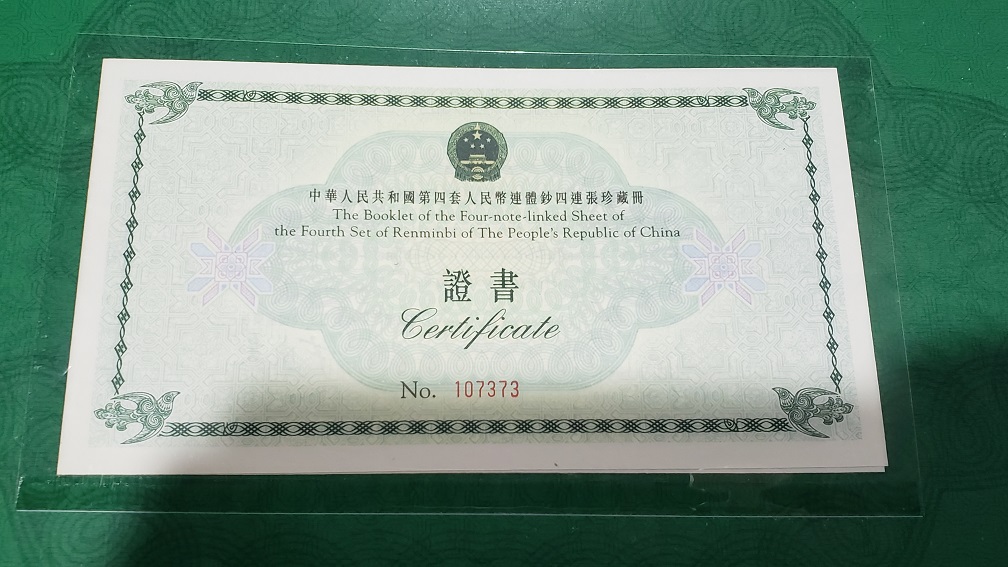 中華人民共和國第四套人民幣連體鈔四連張珍藏冊
The Booklet of the Four-note-linked Sheet of
the Fourth Set of Renminbi of The People's Republic of China
證書
Certificate
No. 107373